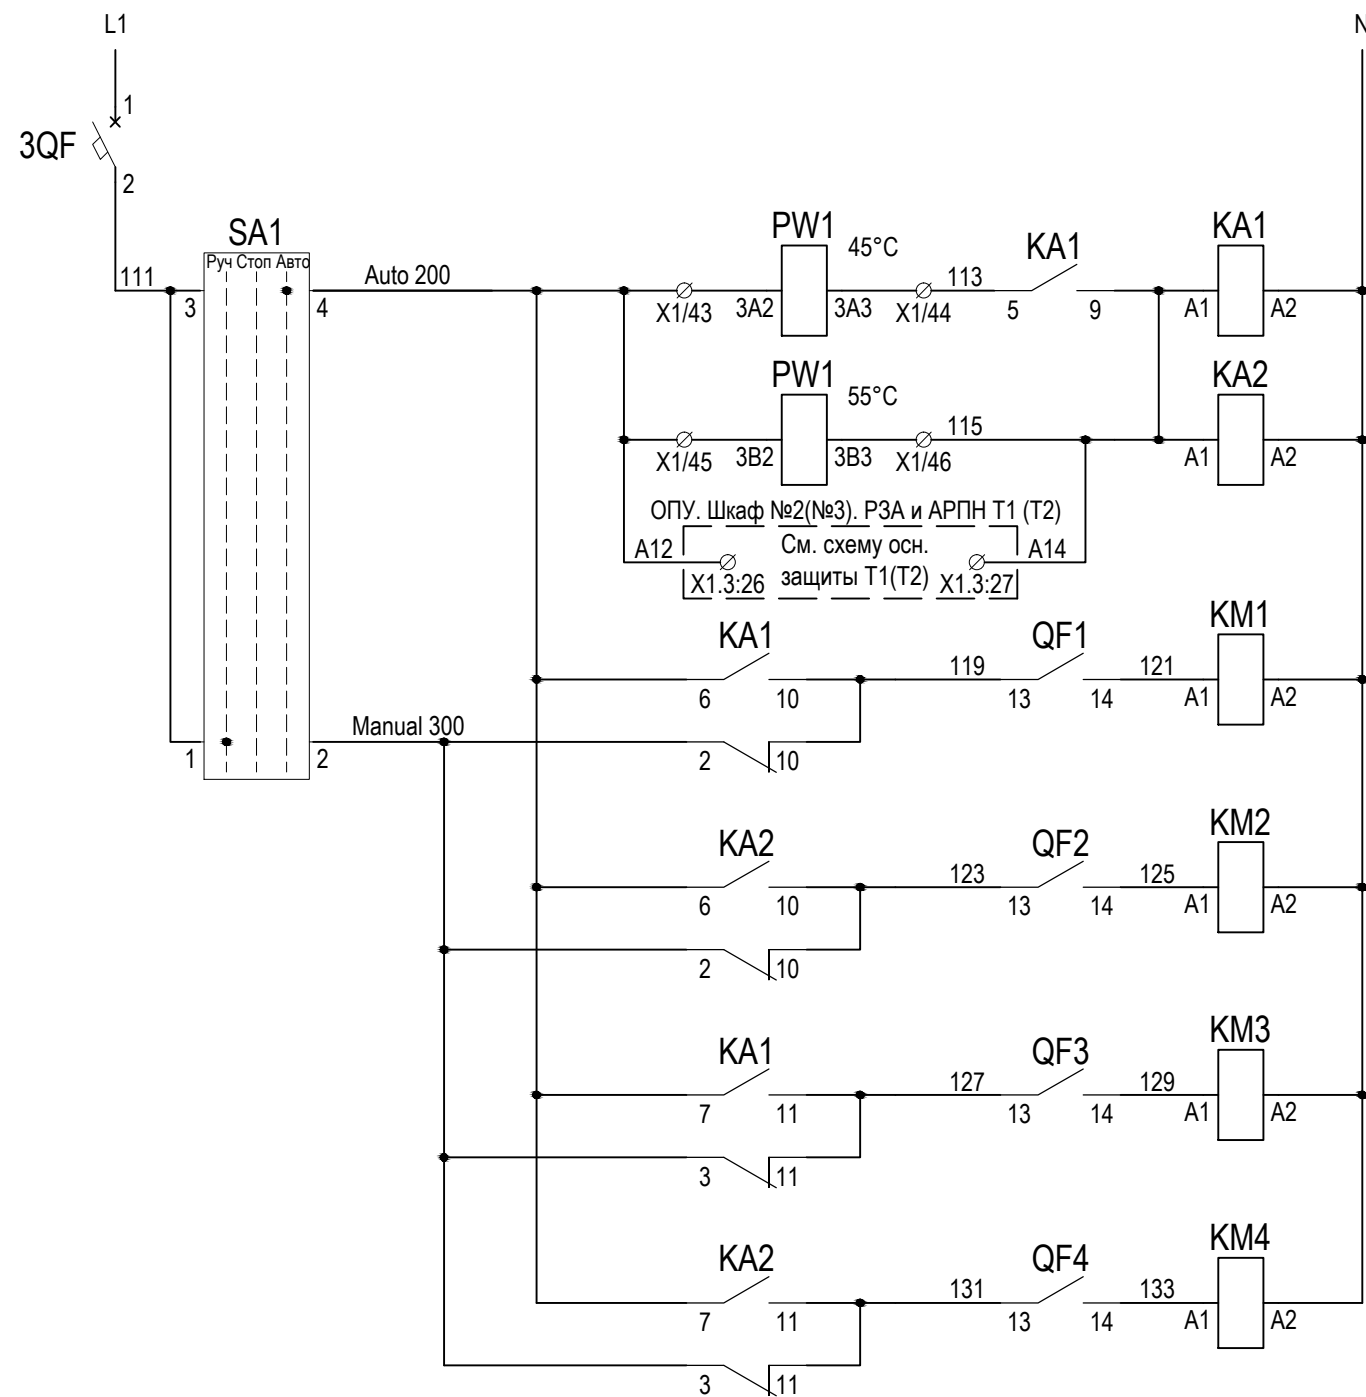 L1
N
1
3QF
2
SA1
PW1
45°C
KA1
KA1
Руч Стоп Авто
111
Auto 200
113
3
4
X1/43
3A2
3A3
X1/44
5
9
A1
A2
PW1
55°C
KA2
115
X1/45
3B2
3B3
X1/46
A1
A2
ОПУ. Шкаф №2(№3). РЗА и АРПН Т1 (Т2)
A12
См. схему осн.
A14
X1.3:26
защиты Т1(Т2)
X1.3:27
KA1
QF1
KM1
119
121
6
10
13
14
A1
A2
Manual 300
1
2
2
10
KA2
QF2
KM2
123
125
6
10
13
14
A1
A2
2
10
KA1
QF3
KM3
127
129
7
11
13
14
A1
A2
3
11
KA2
QF4
KM4
131
133
7
11
13
14
A1
A2
3
11